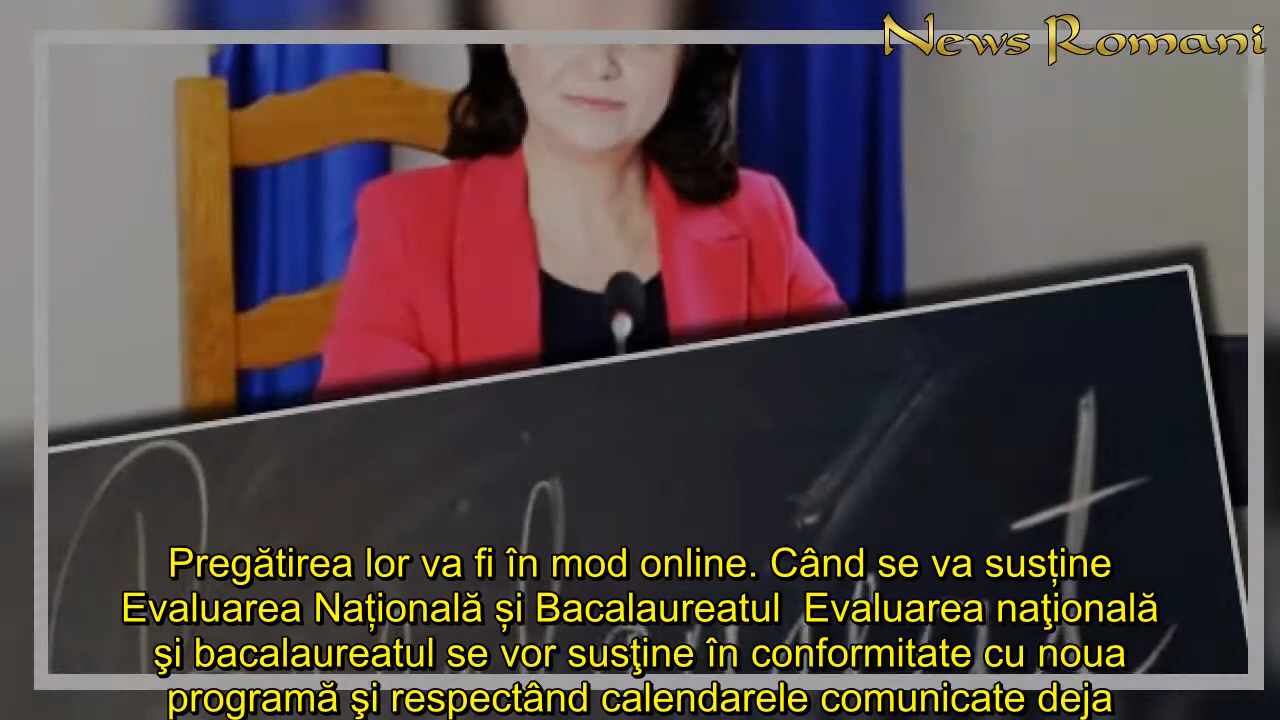 News Romani
Pregătirea lor va fi în mod online. Când se va susține
Evaluarea Națională și Bacalaureatul Evaluarea naţională
şi bacalaureatul se vor susţine în conformitate cu noua
programă şi respectând calendarele comunicate deja